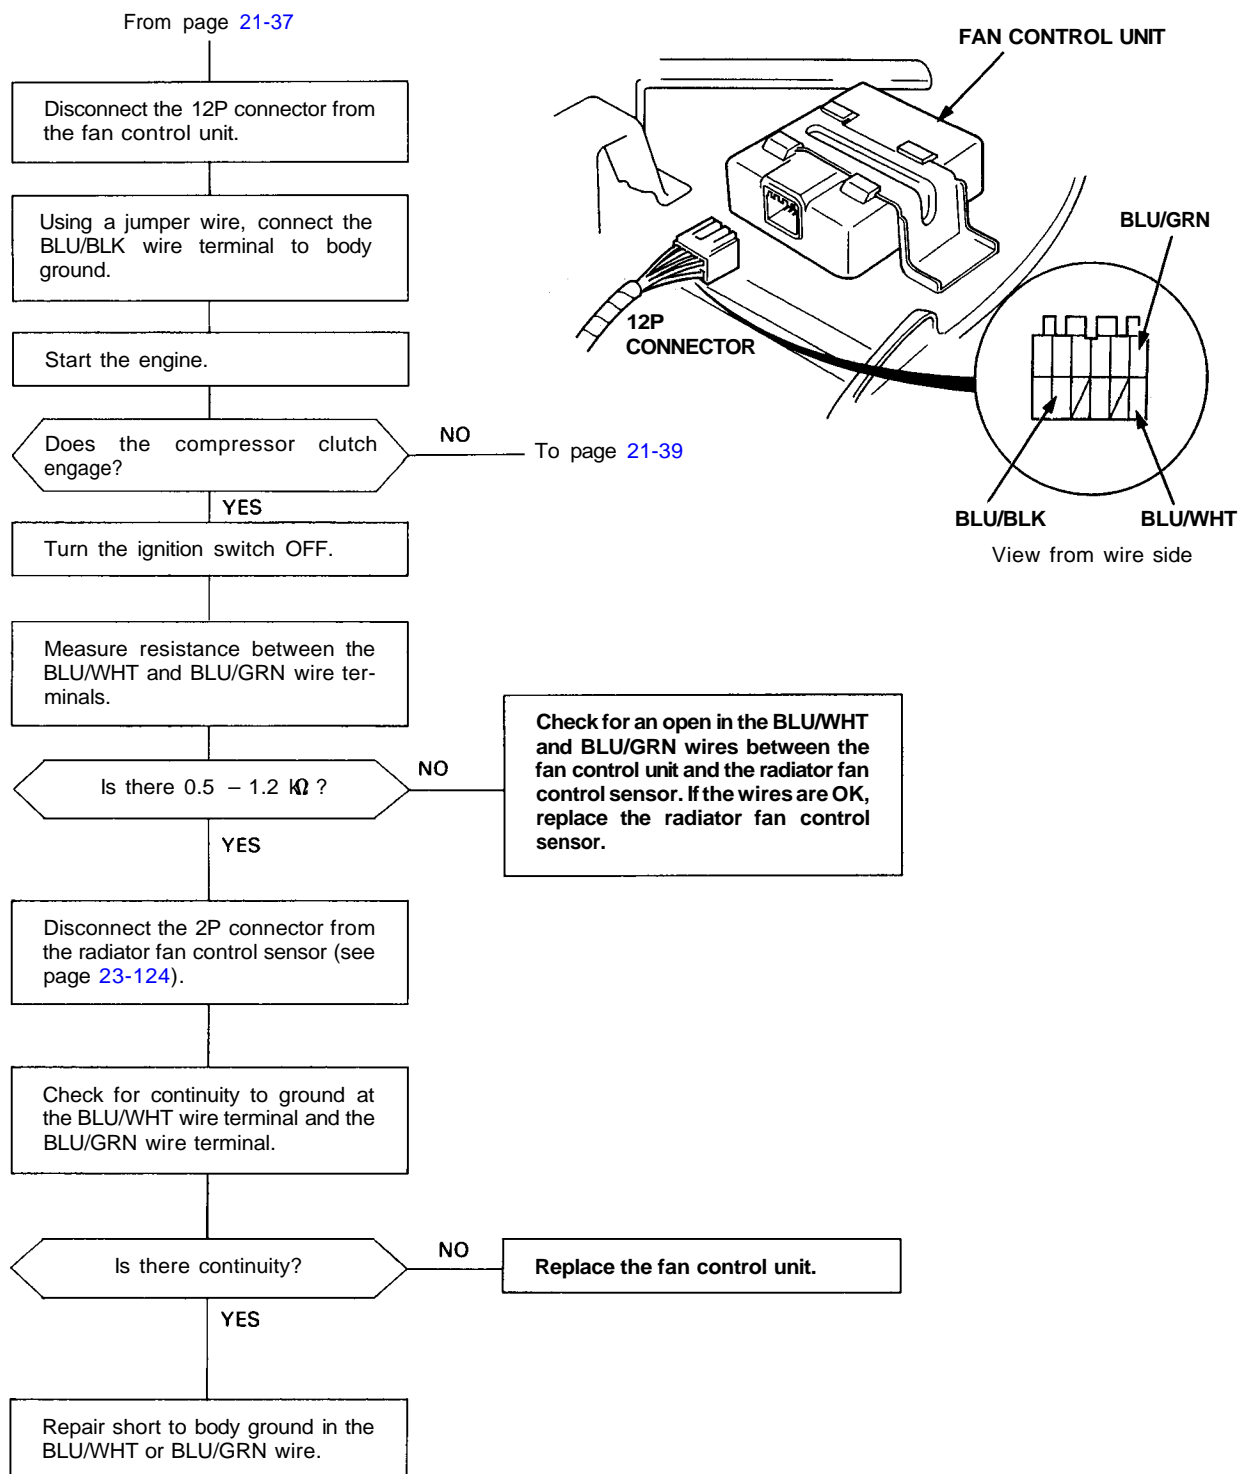 From page 21-37
Disconnect the 12P connector from
the fan control unit.
Using a jumper wire, connect the
BLU/BLK wire terminal to body
ground.
Start the engine.
Does the compressor clutch
engage?
NO
To page 21-39
YES
Turn the ignition switch OFF.
Measure resistance between the
BLU/WHT and BLU/GRN wire ter-
minals.
Is there 0.5 – 1.2 kΩ ?
NO
Check for an open in the BLU/WHT
and BLU/GRN wires between the
fan control unit and the radiator fan
control sensor. If the wires are OK,
replace the radiator fan control
sensor.
YES
Disconnect the 2P connector from
the radiator fan control sensor (see
page 23-124).
Check for continuity to ground at
the BLU/WHT wire terminal and the
BLU/GRN wire terminal.
Is there continuity?
NO
Replace the fan control unit.
YES
Repair short to body ground in the
BLU/WHT or BLU/GRN wire.
FAN CONTROL UNIT
BLU/GRN
12P
CONNECTOR
BLU/BLK
BLU/WHT
View from wire side